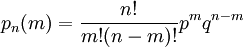 p_n(m) = \frac{n!}{m!(n-m)!} p^m q^{n-m}